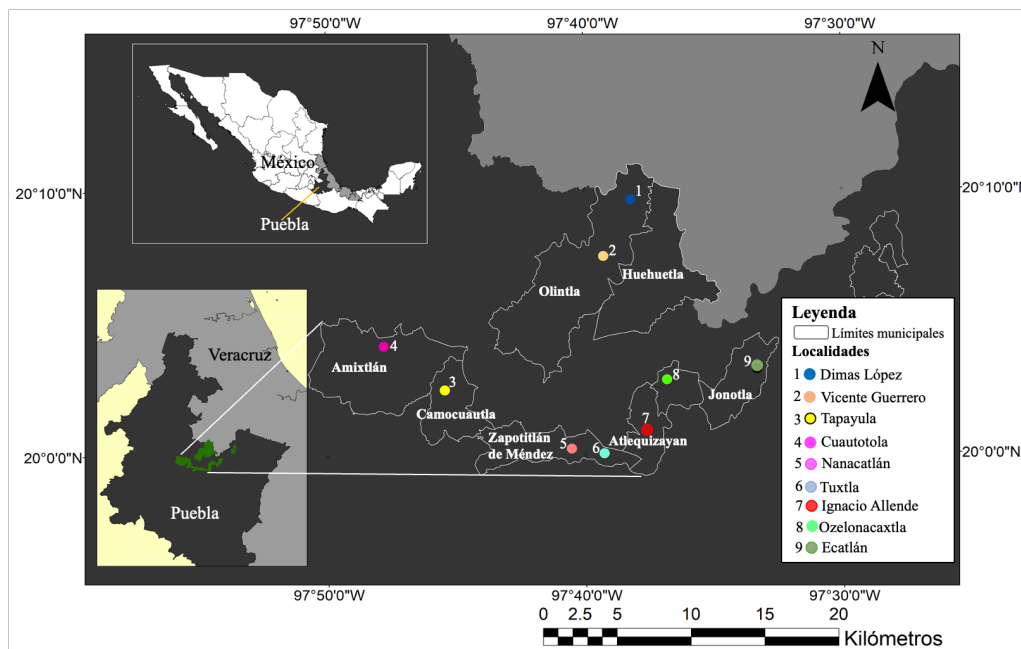 97°50'0"W
97°40'0"W
97°30'0"W
N
México
Puebla
20°10'0"N
20°10'0"N
1
2
Huehuetla
Olintla
Veracruz
Puebla
4
Amixtlán
3
Camocuautla
9
8
Jonotla
7
Atlequizayan
Zapotitlán
de Méndez
5
6
20°0'0"N
20°0'0"N
Leyenda
Límites municipales
Localidades
1 Dimas López
2 Vicente Guerrero
3 Tapayula
4 Cuautotola
5 Nanacatlán
6 Tuxtla
7 Ignacio Allende
8 Ozelonacaxtla
9 Ecatlán
97°50'0"W
97°40'0"W
97°30'0"W
0 2.5 5 10 15 20
Kilómetros